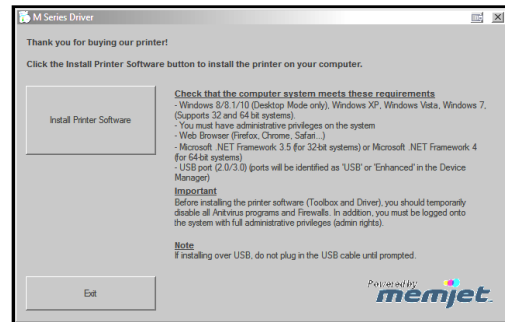 M Series Driver
Thank you for buying our printer!
Click the Install Printer Software button to install the printer on your computer.
Install Printer Software
Check that the computer system meets these requirements
- Windows 8/8.1/10 (Desktop Mode only), Windows XP, Windows Vista, Windows 7,
(Supports 32 and 64 bit systems).
- You must have administrative privileges on the system
- Web Browser (Firefox, Chrome, Safari...)
- Microsoft .NET Framework 3.5 (for 32-bit systems) or Microsoft .NET Framework 4
(for 64-bit systems)
- USB port (2.0/3.0) (ports will be identified as 'USB' or 'Enhanced' in the Device
Manager)
Important
Before installing the printer software (Toolbox and Driver), you should temporarily
disable all Antivirus programs and Firewalls. In addition, you must be logged onto
the system with full administrative privileges (admin rights).
Note
If installing over USB, do not plug in the USB cable until prompted.
Exit
Powered by
memjet.